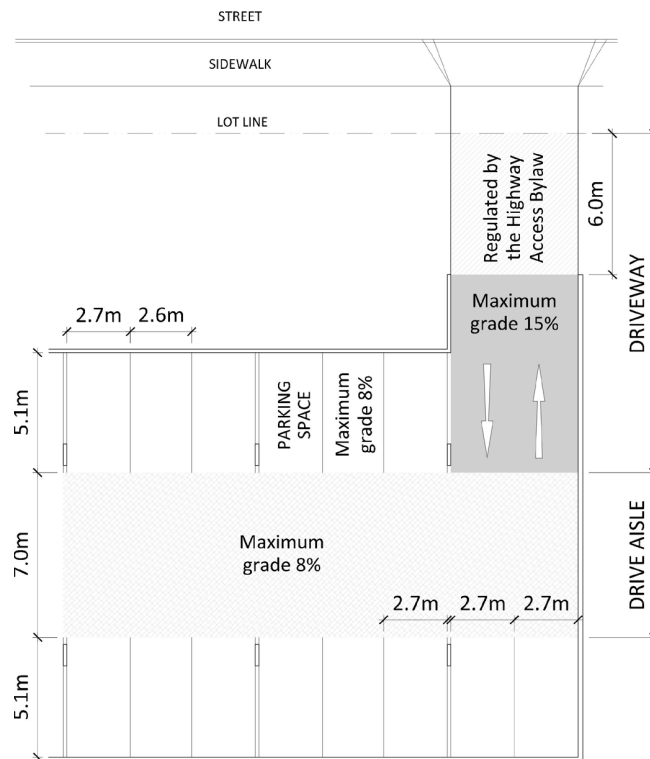 STREET
SIDEWALK
LOT LINE
Regulated by
the Highway
Access Bylaw
6.0m
DRIVEWAY
Maximum
grade 15%
2.7m
2.6m
5.1m
PARKING
SPACE
Maximum
grade 8%
7.0m
Maximum
grade 8%
DRIVE AISLE
2.7m
2.7m
2.7m
5.1m